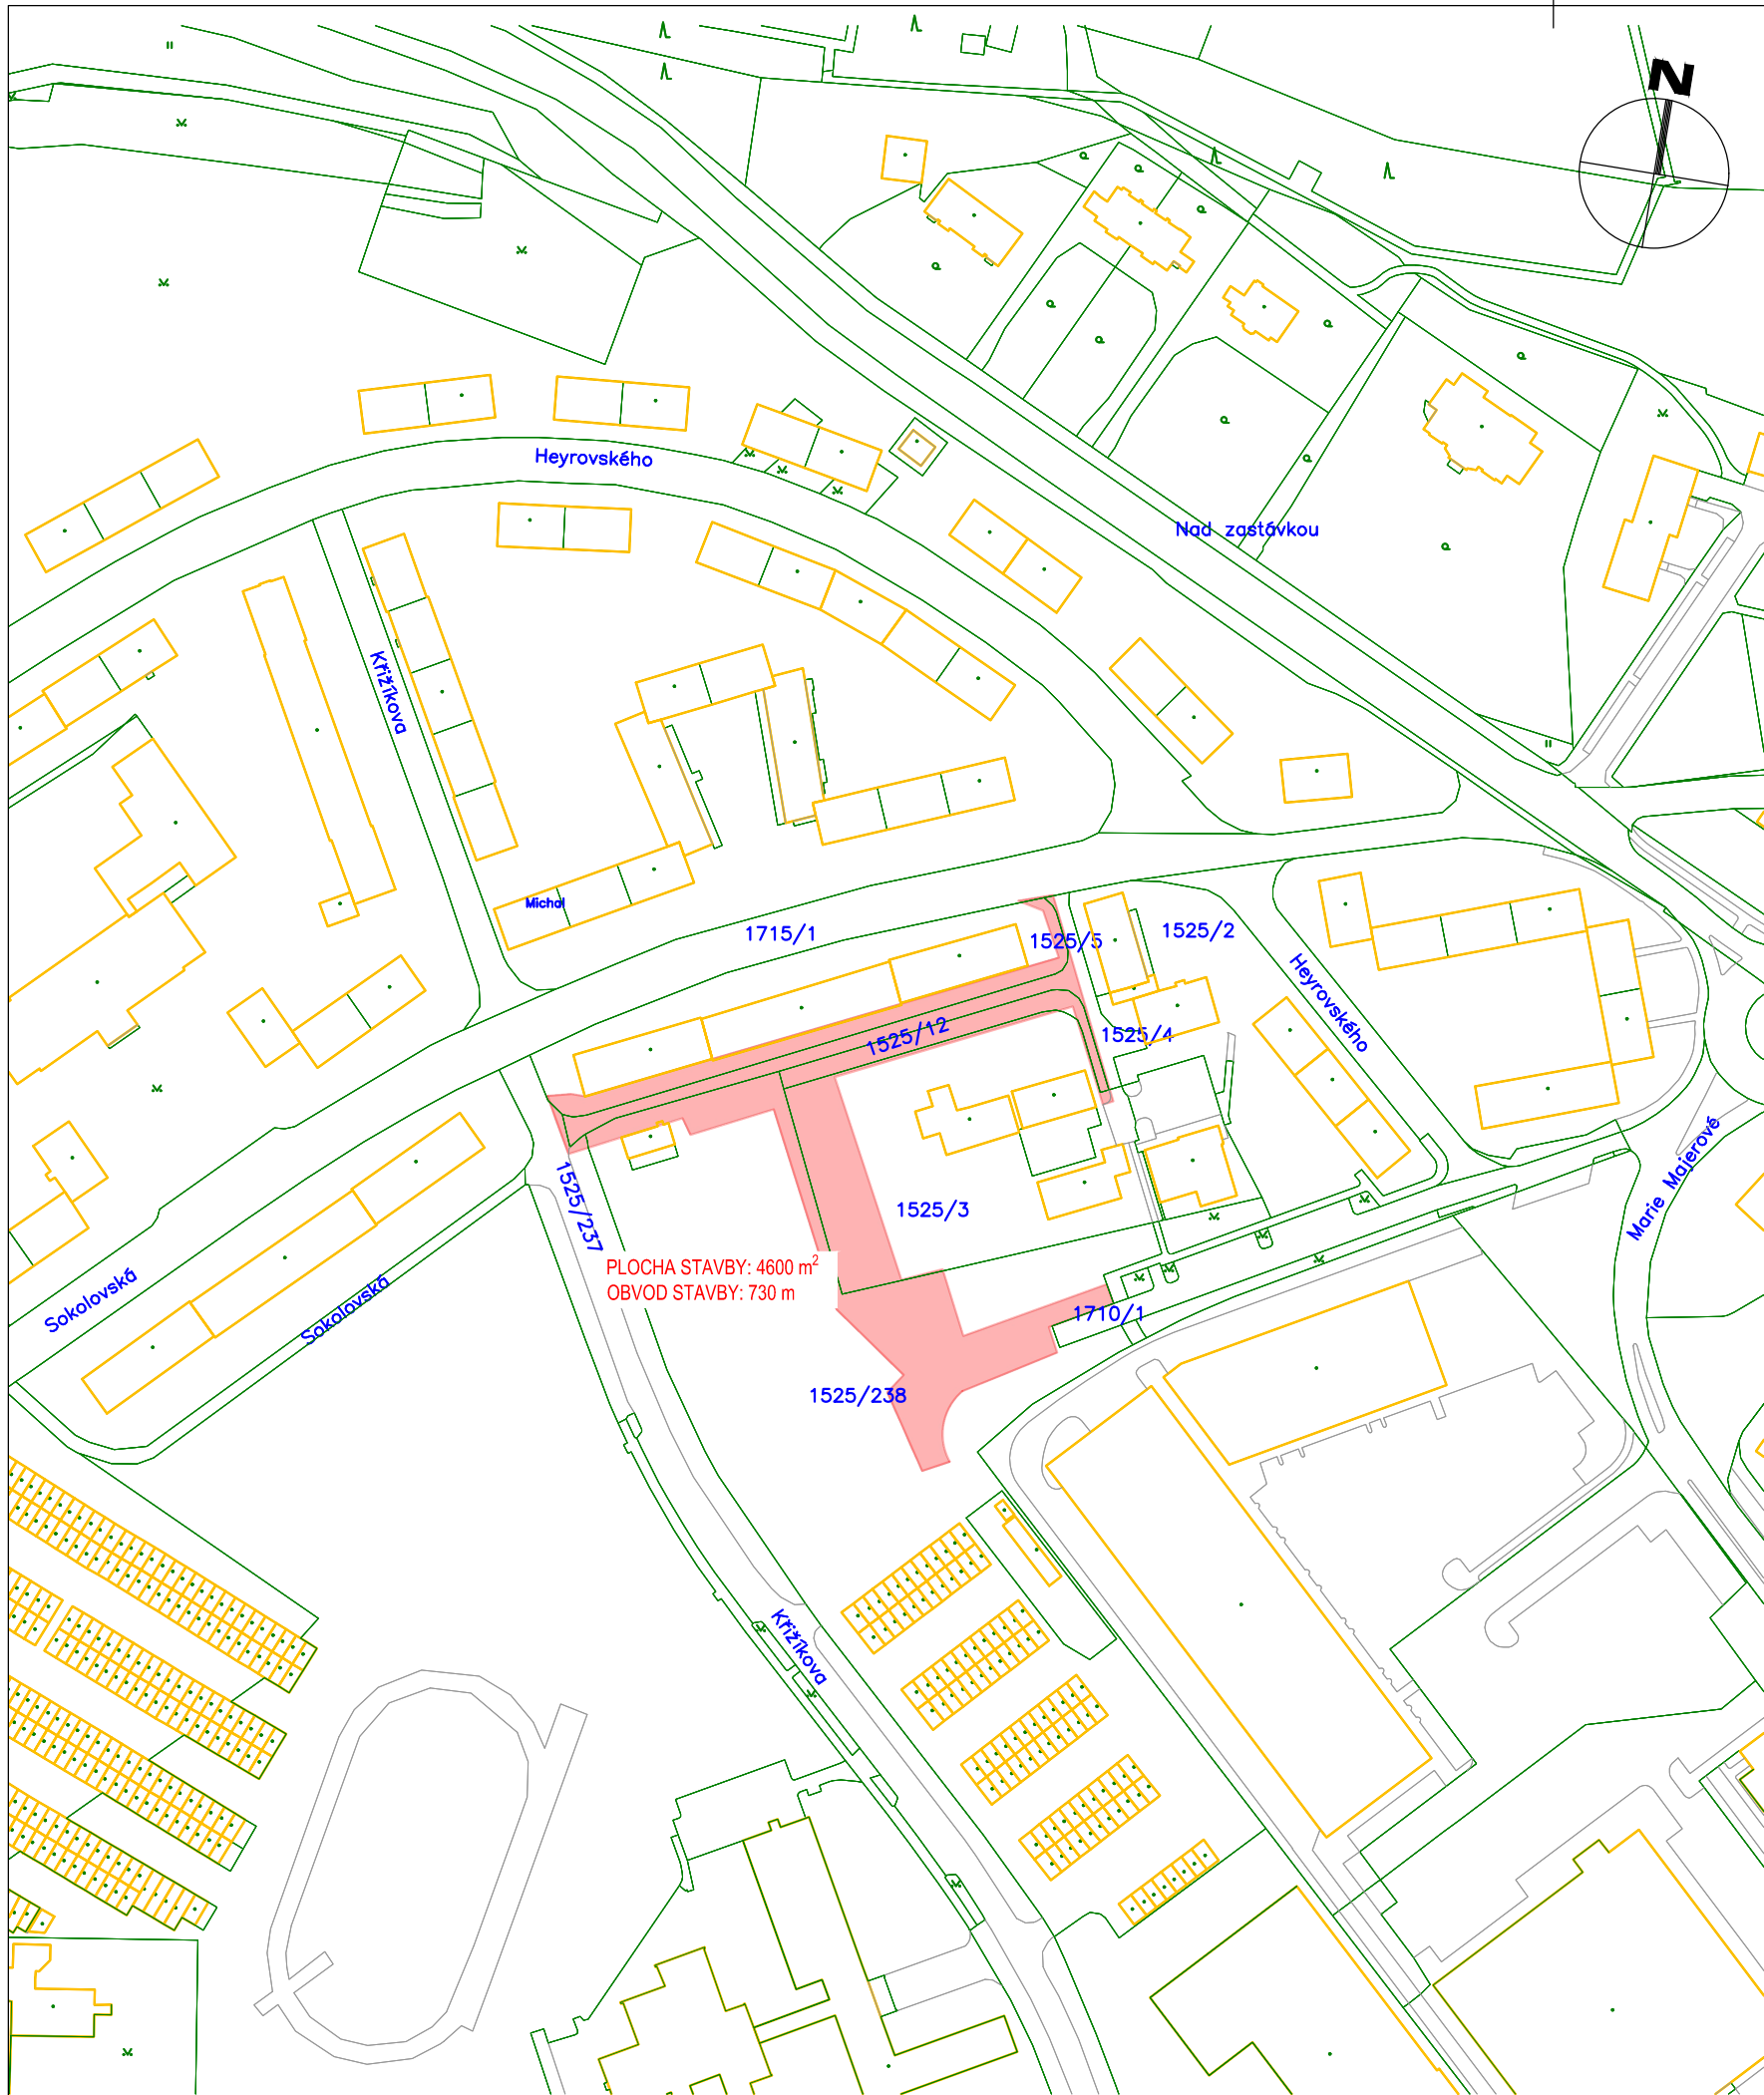 N
Heyrovského
Nad zastávkou
Křižíkova
Michal
1715/1
1525/5
1525/2
Heyrovského
1525/12
1525/4
Marie Majerové
1525/237
1525/3
PLOCHA STAVBY: 4600 m²
OBVOD STAVBY: 730 m
Sokolovská
Sokolovská
1710/1
1525/238
Křižíkova